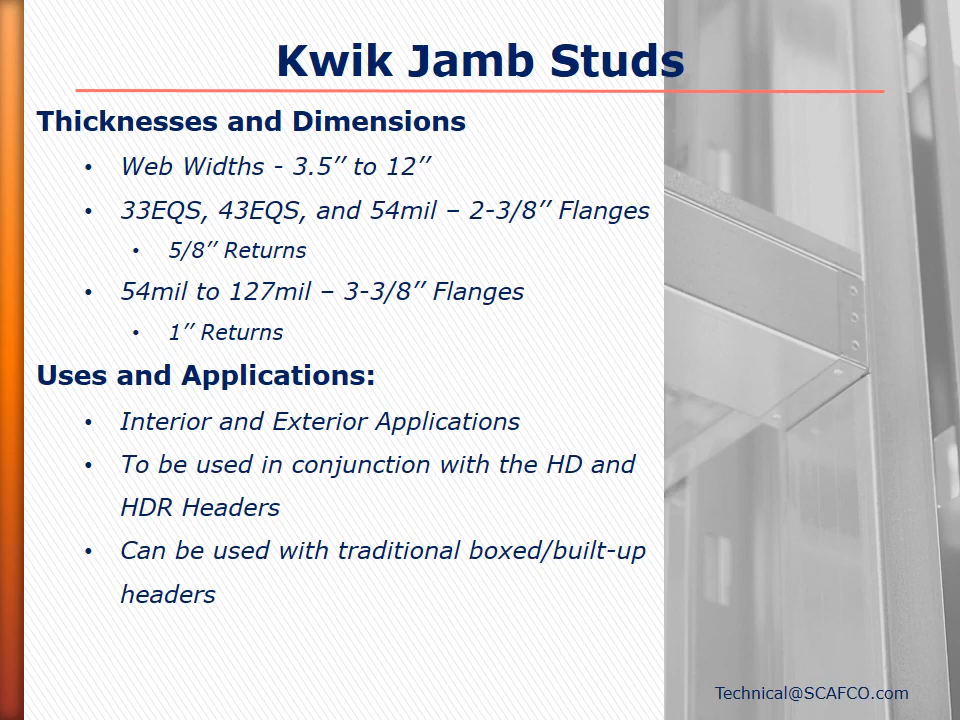 Kwik Jamb Studs
Thicknesses and Dimensions
• Web Widths - 3.5’’ to 12’’
• 33EQS, 43EQS, and 54mil – 2-3/8’’ Flanges
• 5/8’’ Returns
• 54mil to 127mil – 3-3/8’’ Flanges
• 1’’ Returns
Uses and Applications:
• Interior and Exterior Applications
• To be used in conjunction with the HD and
HDR Headers
• Can be used with traditional boxed/built-up
headers
Technical@SCAFCO.com